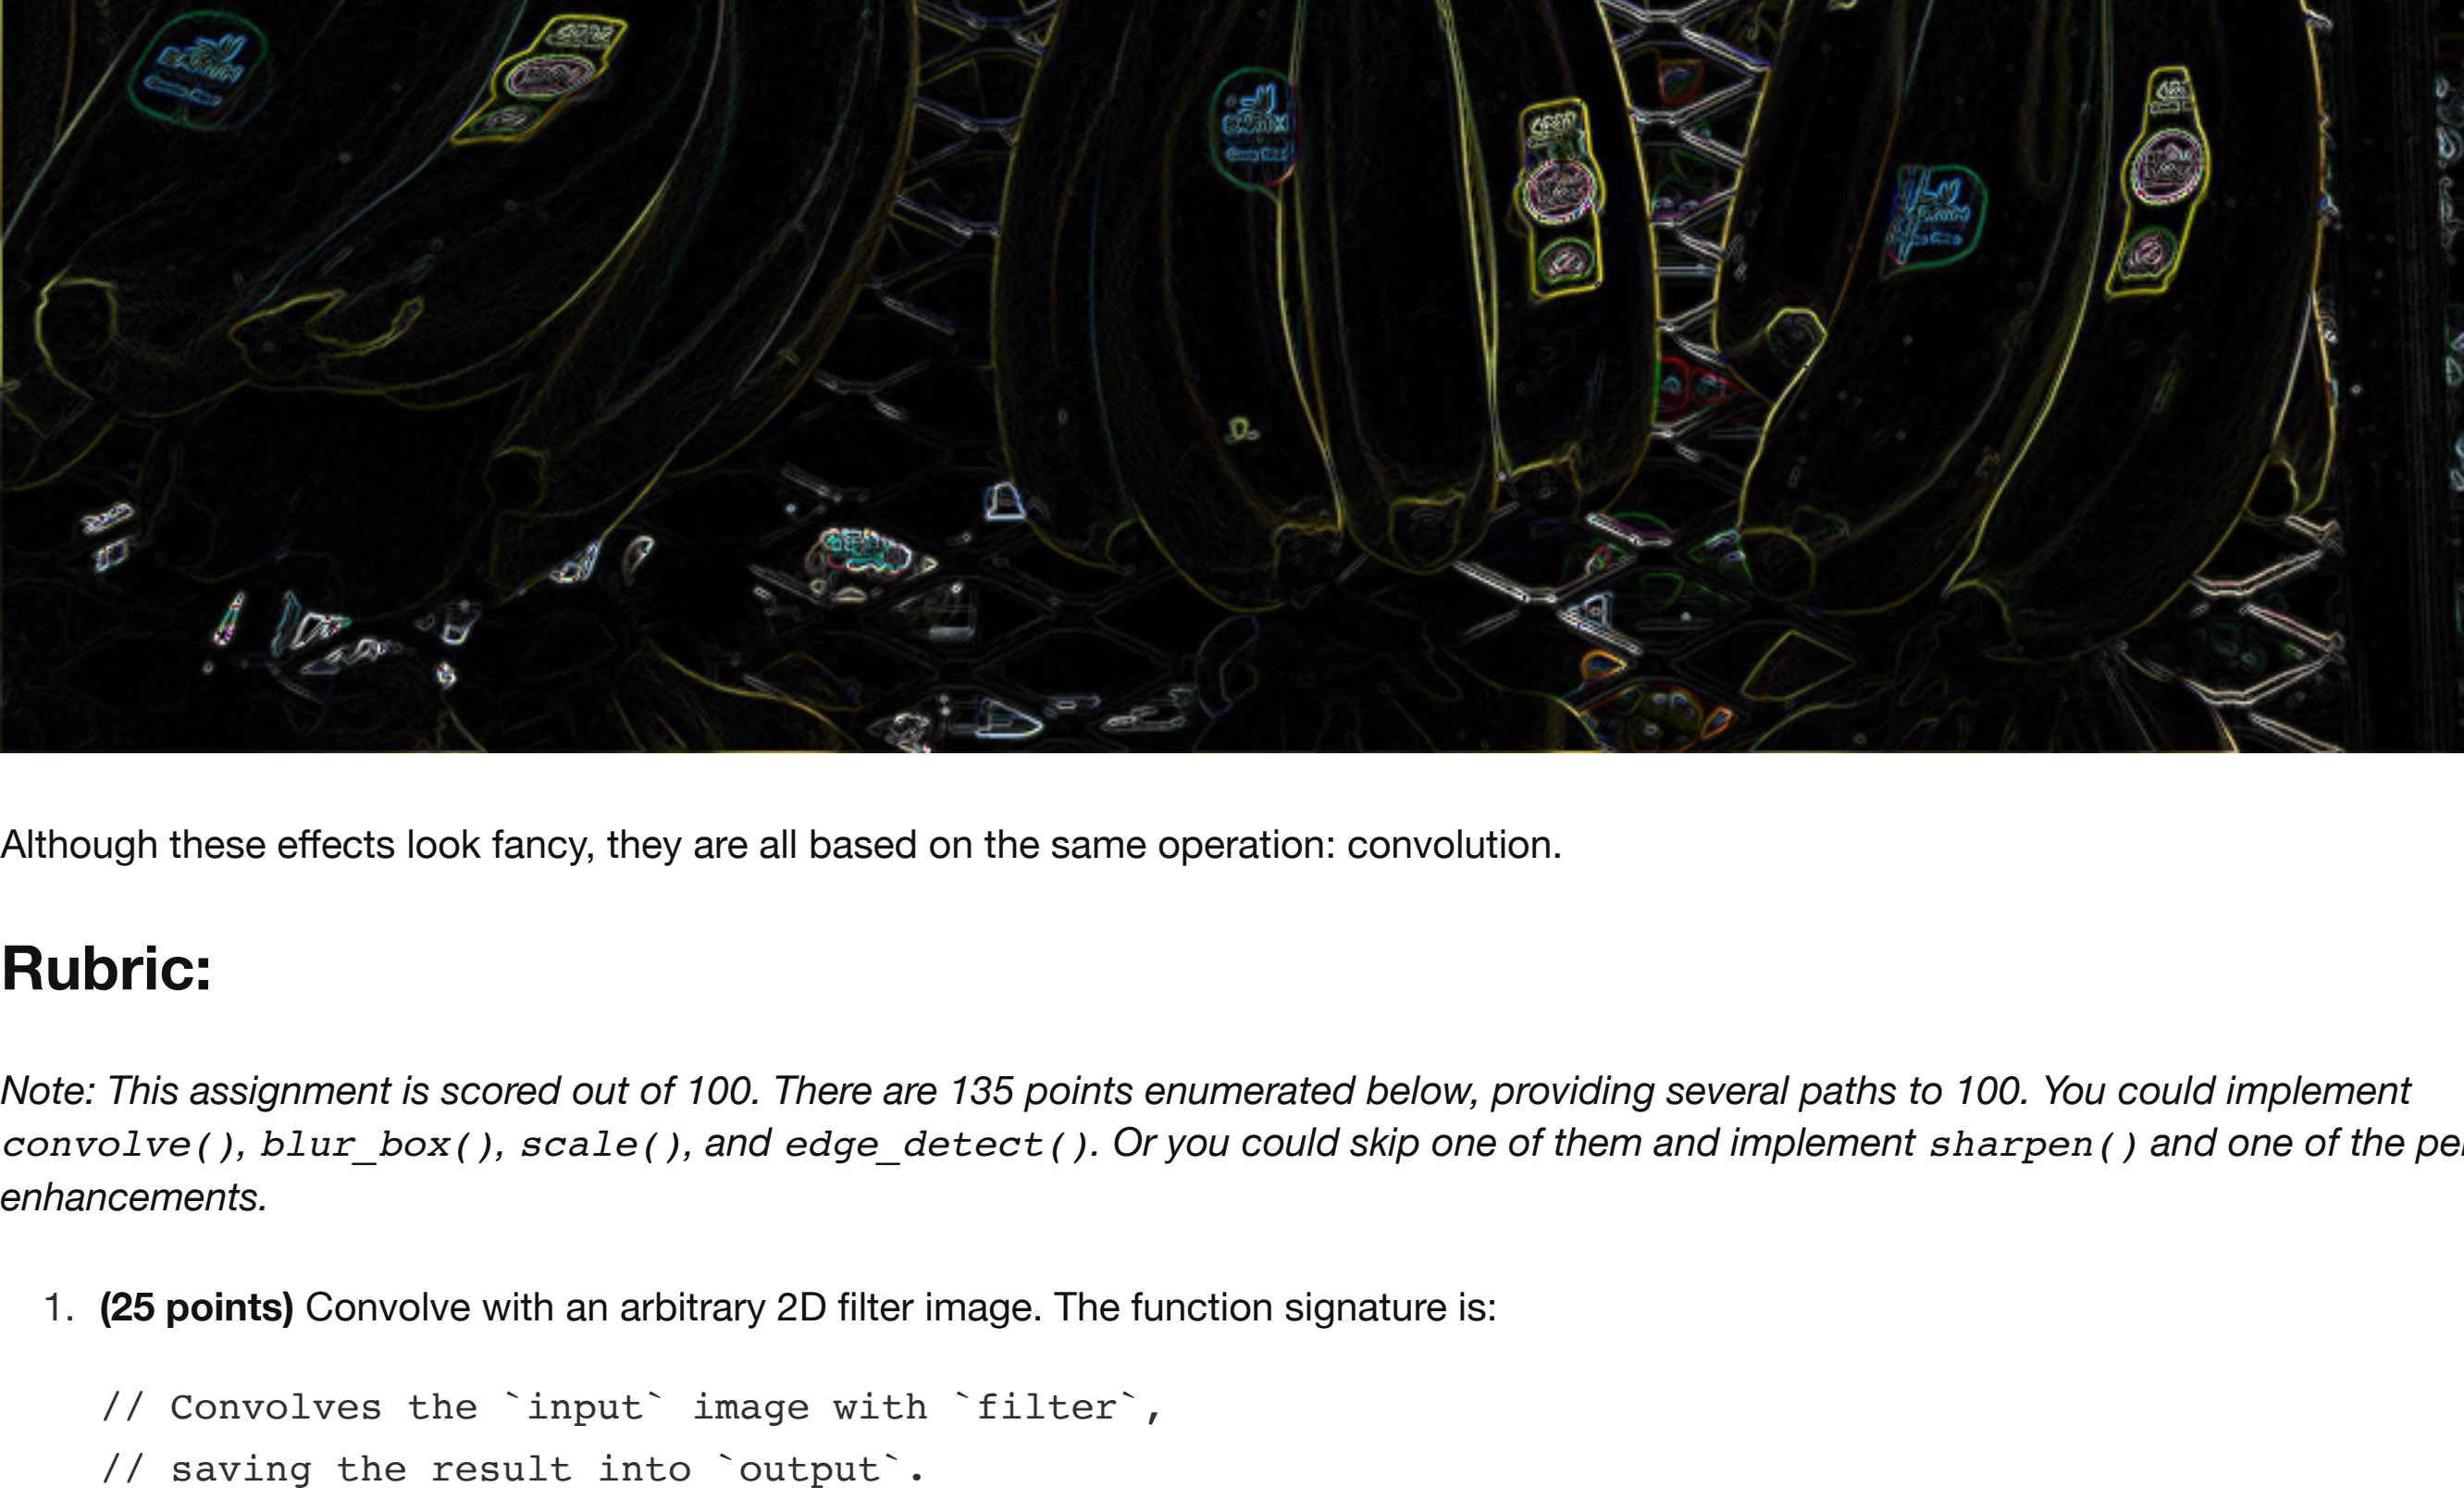 Although these effects look fancy, they are all based on the same operation: convolution.
Rubric:
Note: This assignment is scored out of 100. There are 135 points enumerated below, providing several paths to 100. You could implement
convolve(), blur_box(), scale(), and edge_detect(). Or you could skip one of them and implement sharpen() and one of the
enhancements.
1. (25 points) Convolve with an arbitrary 2D filter image. The function signature is:
// Convolves the `input` image with `filter`,
// saving the result into `output`.